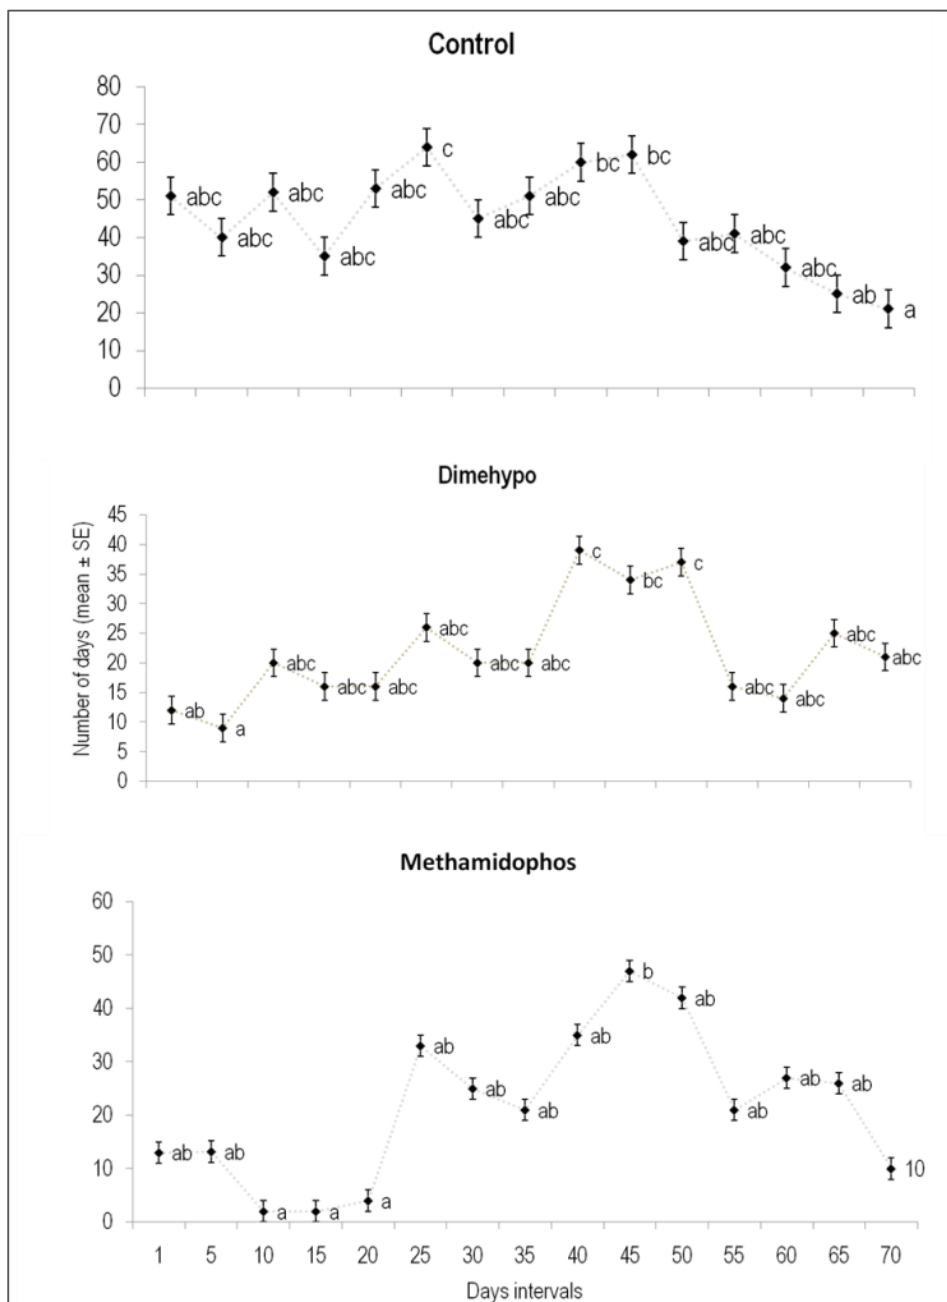 Control
80
70
60
50
40
30
20
10
0
abc
abc
abc
abc
abc
c
abc
abc
bc
bc
abc
abc
abc
ab
a
Dimehypo
Number of days (mean ± SE)
45
40
35
30
25
20
15
10
5
0
ab
a
abc
abc
abc
abc
abc
abc
c
bc
c
abc
abc
abc
abc
Methamidophos
60
50
40
30
20
10
0
ab
ab
a
a
a
ab
ab
ab
ab
b
ab
ab
ab
ab
10
1 5 10 15 20 25 30 35 40 45 50 55 60 65 70
Days intervals